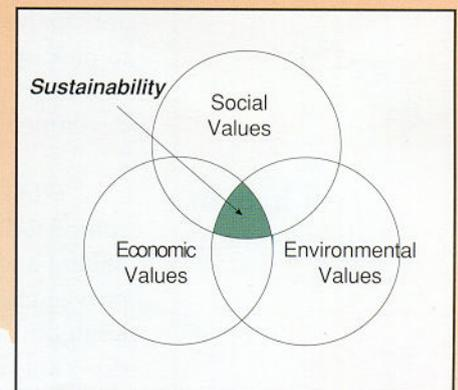 Sustainability
Social
Values
Economic
Values
Environmental
Values